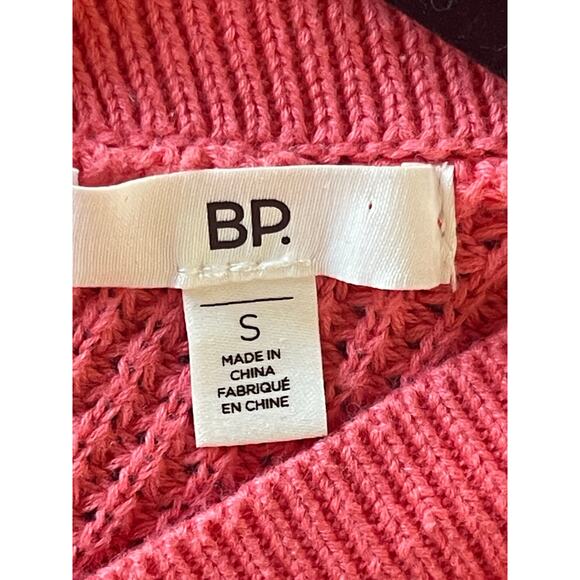 BP.
S
MADE IN
CHINA
FABRIQUÉ
EN CHINE